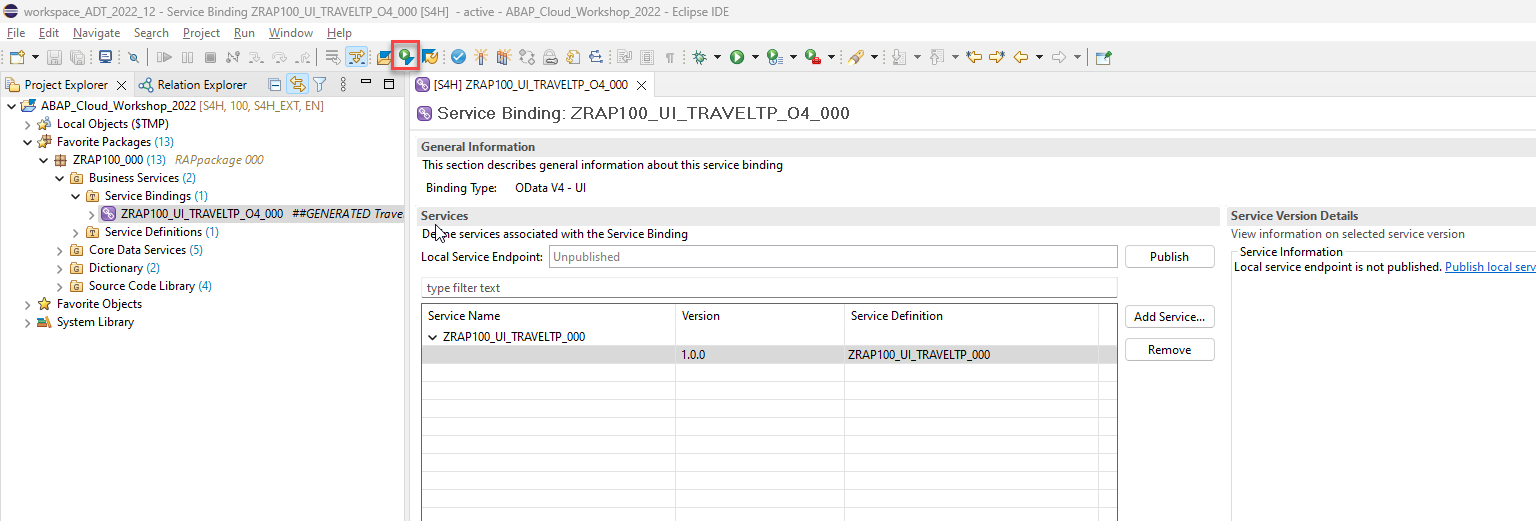 workspace_ADT_2022_12 - Service Binding ZRAP100_UI_TRAVELTP_O4_000 [S4H] - active - ABAP_Cloud_Workshop_2022 - Eclipse IDE
File Edit Navigate Search Project Run Window Help
Project Explorer Relation Explorer
[S4H] ZRAP100_UI_TRAVELTP_O4_000
ABAP_Cloud_Workshop_2022 [S4H, 100, S4H_EXT, EN]
Local Objects ($TMP)
Favorite Packages (13)
ZRAP100_000 (13) RAPpackage 000
Business Services (2)
Service Bindings (1)
ZRAP100_UI_TRAVELTP_O4_000 ##GENERATED Trave
Service Definitions (1)
Core Data Services (5)
Dictionary (2)
Source Code Library (4)
Favorite Objects
System Library
Service Binding: ZRAP100_UI_TRAVELTP_O4_000
General Information
This section describes general information about this service binding
Binding Type: OData V4 - UI
Services
Define services associated with the Service Binding
Local Service Endpoint: Unpublished Publish
type filter text
Service Name Version Service Definition
ZRAP100_UI_TRAVELTP_000
1.0.0 ZRAP100_UI_TRAVELTP_000
Add Service...
Remove
Service Version Details
View information on selected service version
Service Information
Local service endpoint is not published. Publish local serv